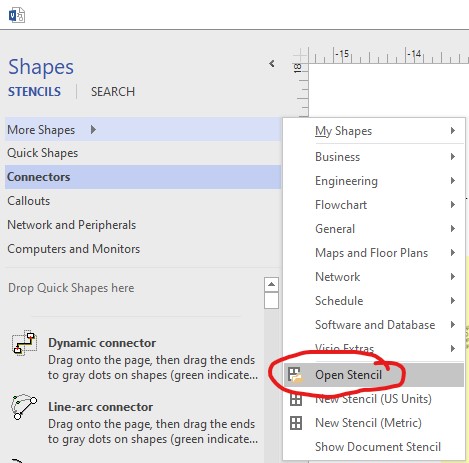 Shapes
STENCILS SEARCH
More Shapes
Quick Shapes
Connectors
Callouts
Network and Peripherals
Computers and Monitors
Drop Quick Shapes here
Dynamic connector
Drag onto the page, then drag the ends
to gray dots on shapes (green indicate...
Line-arc connector
Drag onto the page, then drag the ends
to gray dots on shapes (green indicate...
-15 -14
18
My Shapes
Business
Engineering
Flowchart
General
Maps and Floor Plans
Network
Schedule
Software and Database
Visio Extras
Open Stencil
New Stencil (US Units)
New Stencil (Metric)
Show Document Stencil